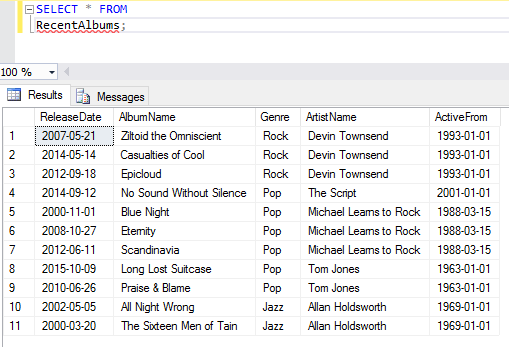 SELECT * FROM
RecentAlbums;
100 %
Results Messages
ReleaseDate AlbumName Genre ArtistName ActiveFrom
1 2007-05-21 Ziltoid the Omniscient Rock Devin Townsend 1993-01-01
2 2014-05-14 Casualties of Cool Rock Devin Townsend 1993-01-01
3 2012-09-18 Epicloud Rock Devin Townsend 1993-01-01
4 2014-09-12 No Sound Without Silence Pop The Script 2001-01-01
5 2000-11-01 Blue Night Pop Michael Learns to Rock 1988-03-15
6 2008-10-27 Eternity Pop Michael Learns to Rock 1988-03-15
7 2012-06-11 Scandinavia Pop Michael Learns to Rock 1988-03-15
8 2015-10-09 Long Lost Suitcase Pop Tom Jones 1963-01-01
9 2010-06-26 Praise & Blame Pop Tom Jones 1963-01-01
10 2002-05-05 All Night Wrong Jazz Allan Holdsworth 1969-01-01
11 2000-03-20 The Sixteen Men of Tain Jazz Allan Holdsworth 1969-01-01